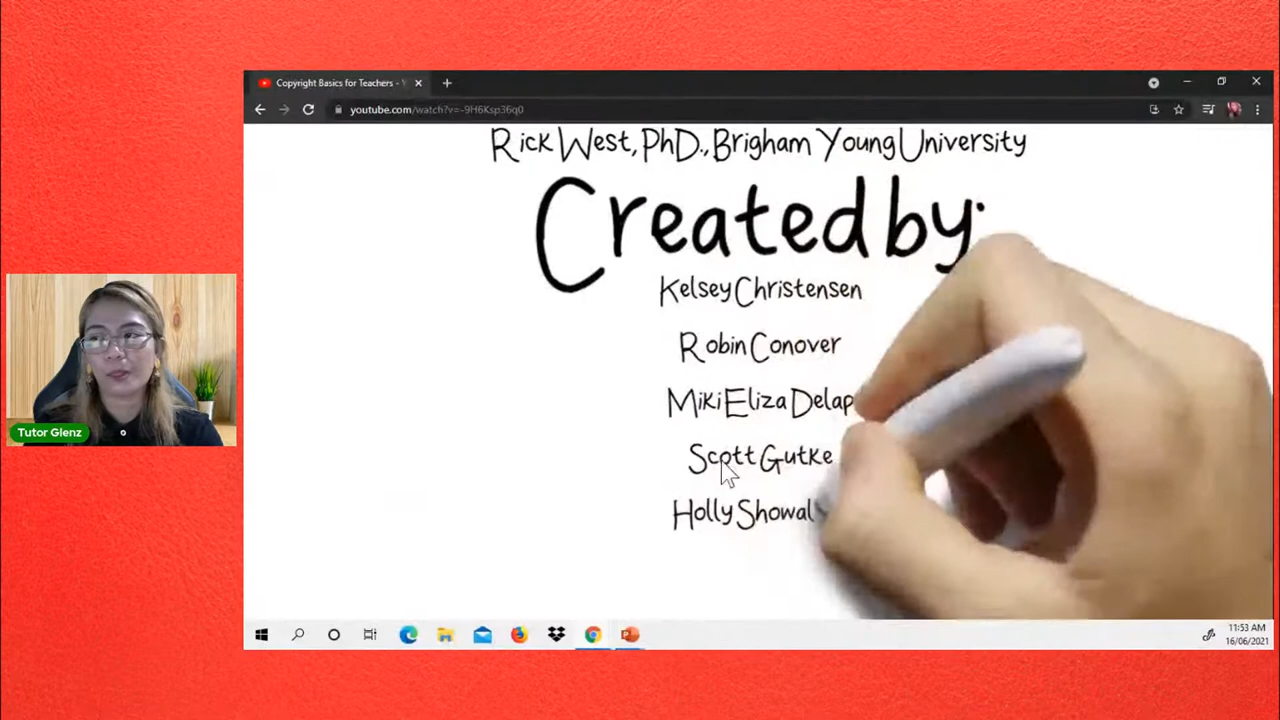 Copyright Basics for Teachers -
youtube.com/watch?v=-9H6Ksp36q0
Rick West, PhD., Brigham Young University
Created by:
Kelsey Christensen
Robin Conover
Miki Eliza Delap
Scott Gutke
Holly Showal
Tutor Glenz
11:53 AM
16/06/2021